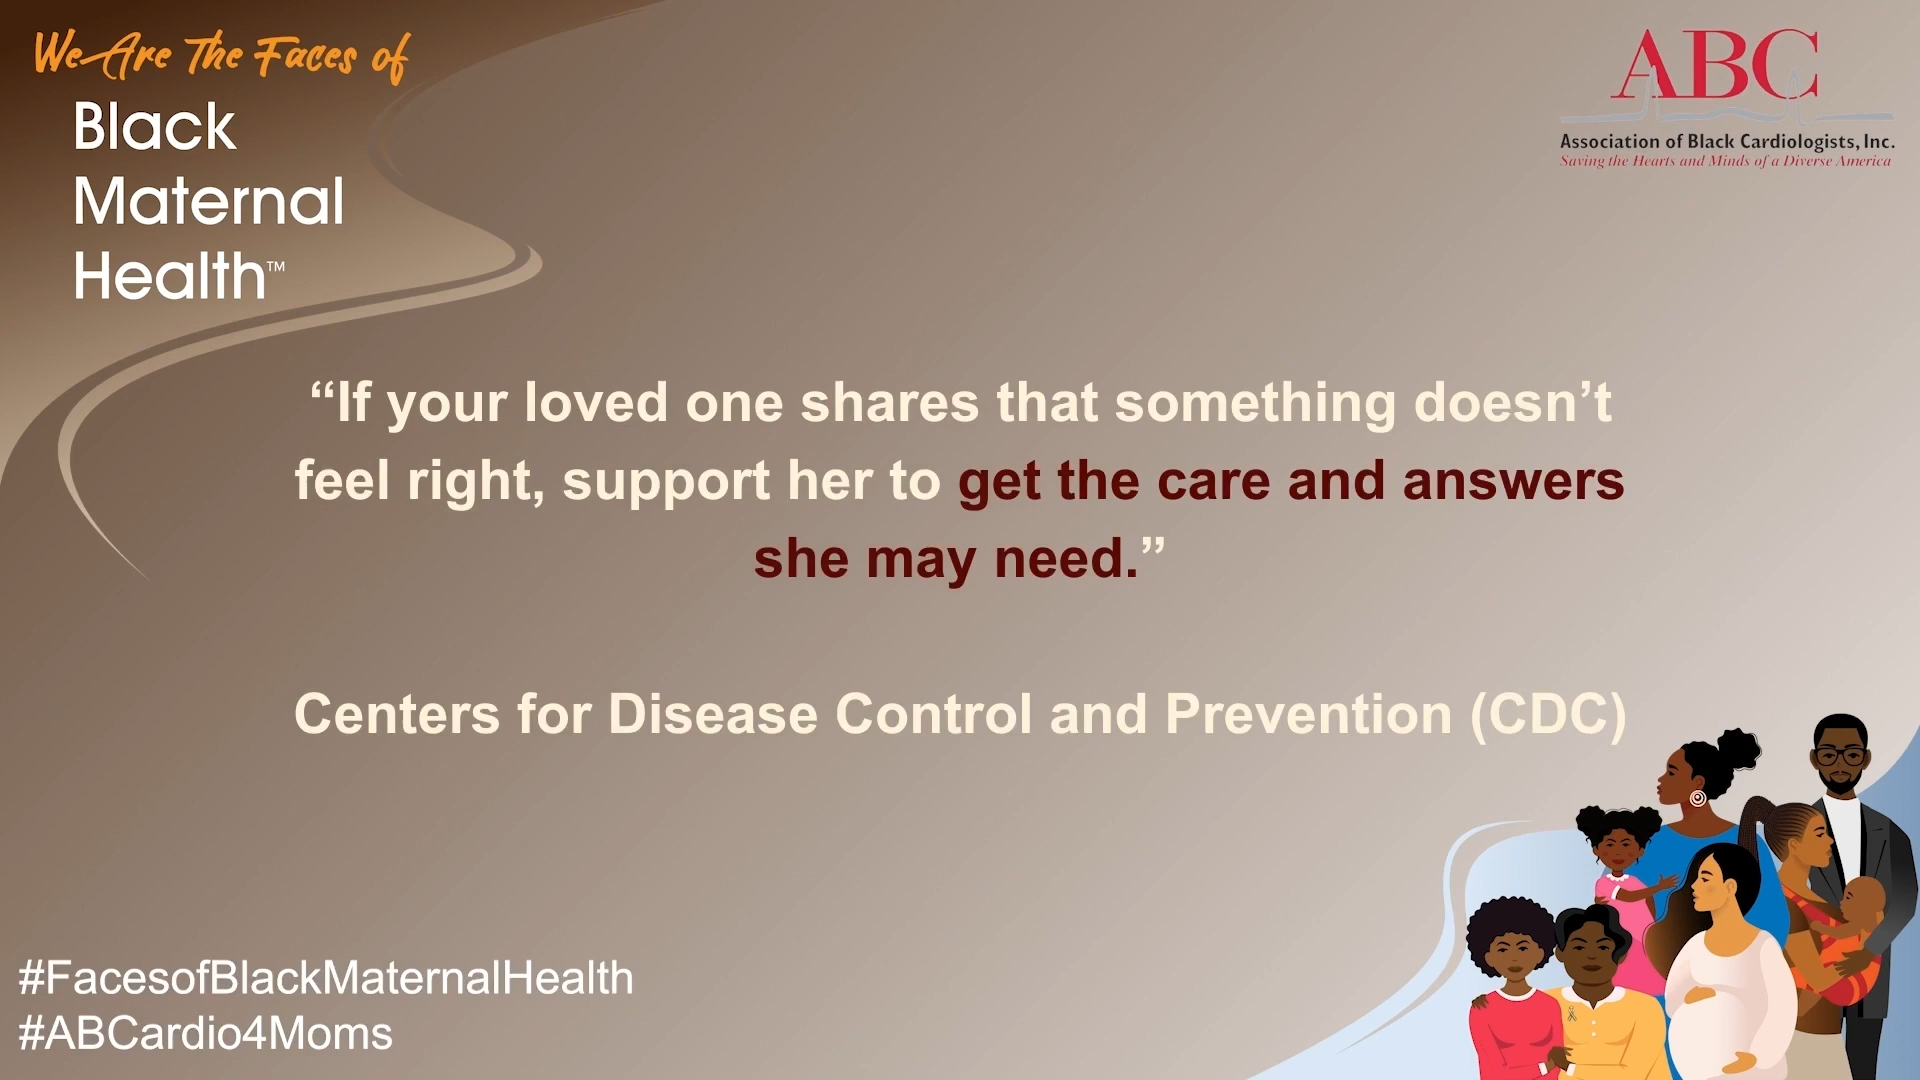 We Are The Faces of
Black
Maternal
Health™
ABC
Association of Black Cardiologists, Inc.
Saving the Hearts and Minds of a Diverse America
“If your loved one shares that something doesn’t
feel right, support her to get the care and answers
she may need.”
Centers for Disease Control and Prevention (CDC)
#FacesofBlackMaternalHealth
#ABCardio4Moms